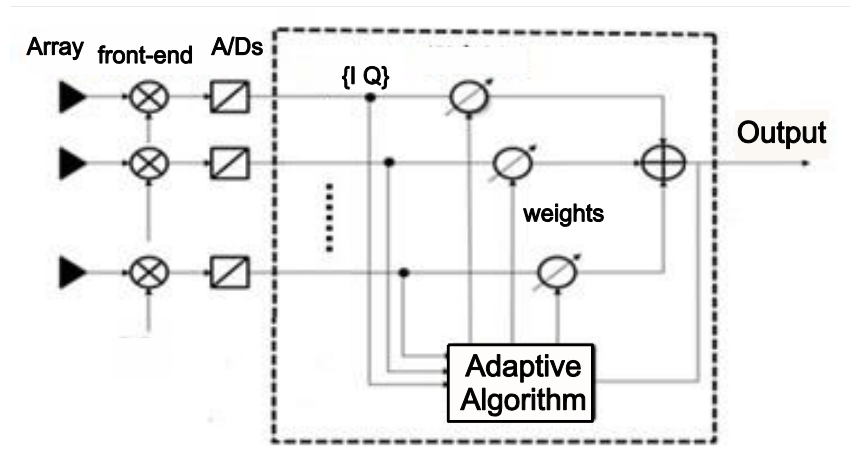 Array front-end A/Ds
{I Q}
Output
weights
Adaptive
Algorithm